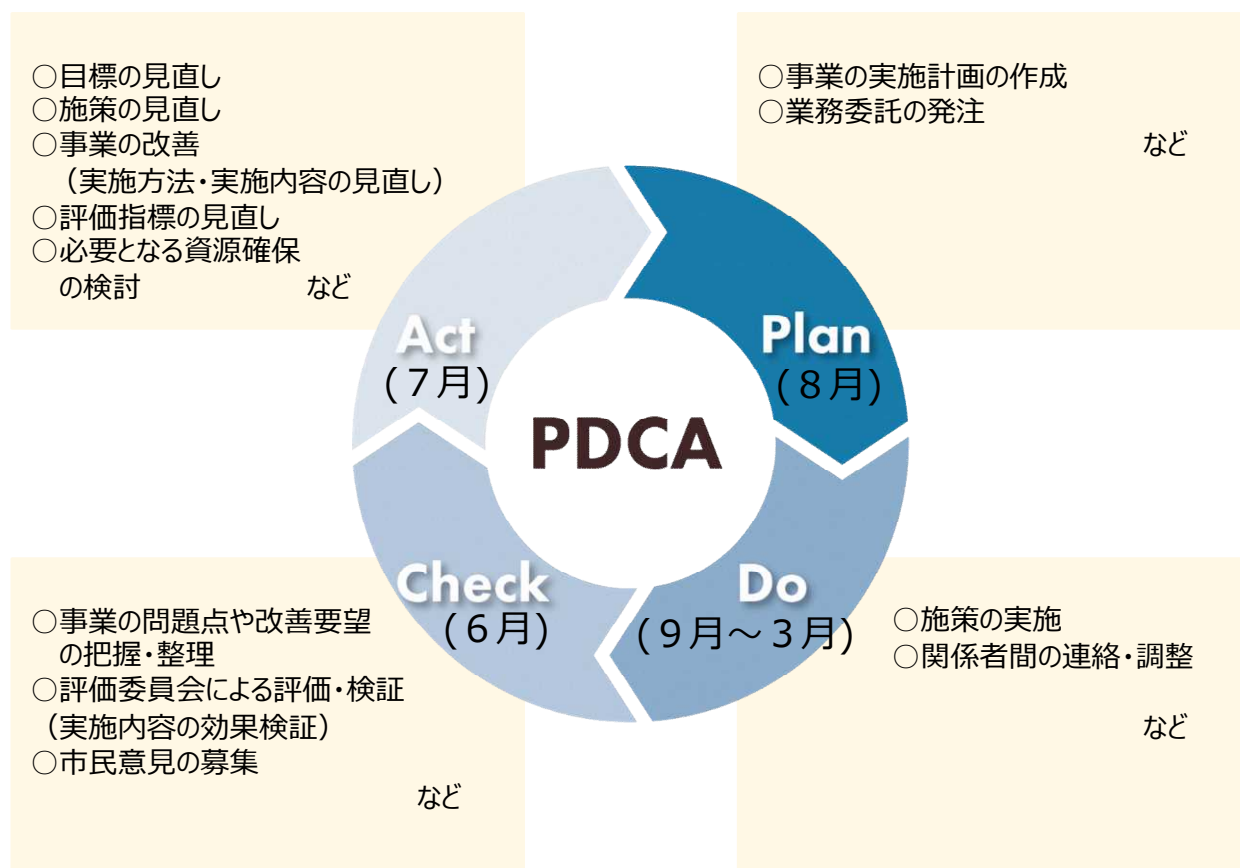 ○目標の見直し
○施策の見直し
○事業の改善
（実施方法・実施内容の見直し）
○評価指標の見直し
○必要となる資源確保
の検討　　　　　　など
○事業の実施計画の作成
○業務委託の発注
など
Act
(７月)
Plan
(８月)
PDCA
Check
(６月)
Do
(９月～３月)
○事業の問題点や改善要望
の把握・整理
○評価委員会による評価・検証
（実施内容の効果検証）
○市民意見の募集
など
○施策の実施
○関係者間の連絡・調整
など